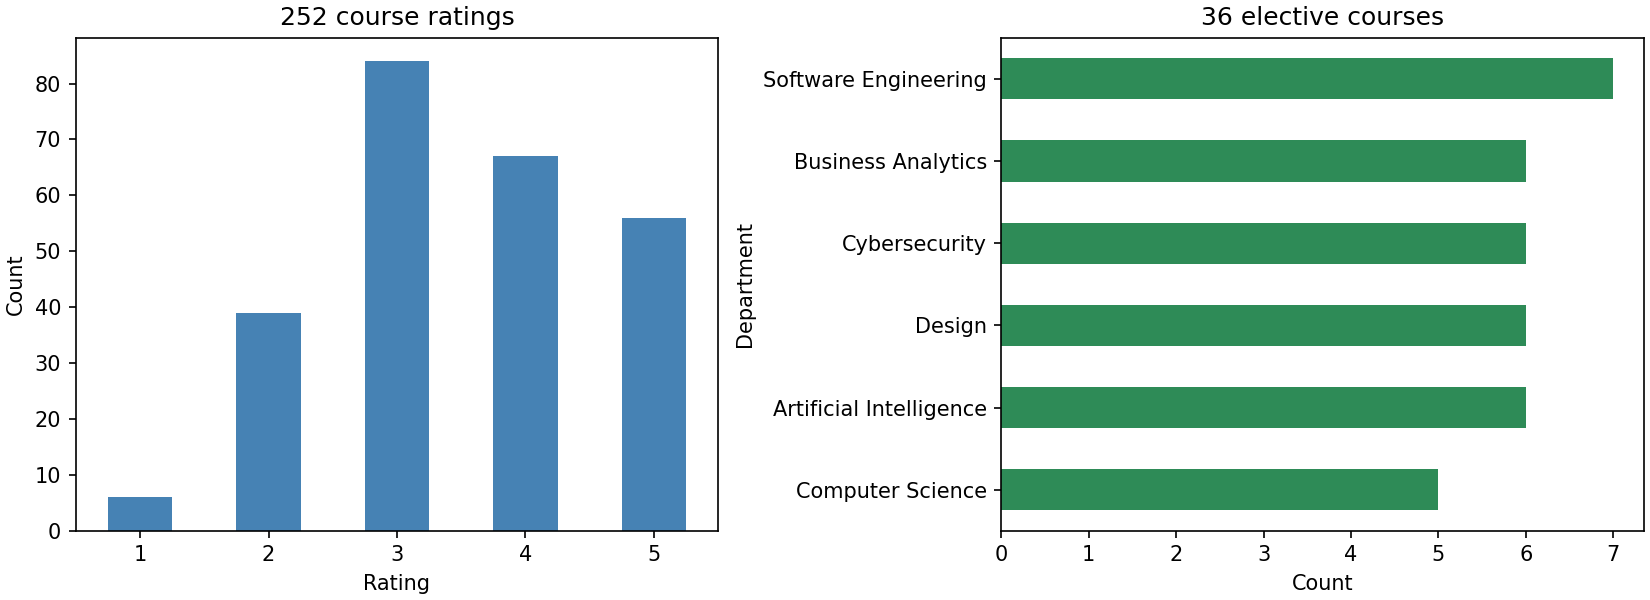 252 course ratings
80
70
60
50
40
30
20
10
0
Count
1 2 3 4 5
Rating
36 elective courses
Department
Software Engineering
Business Analytics
Cybersecurity
Design
Artificial Intelligence
Computer Science
0 1 2 3 4 5 6 7
Count